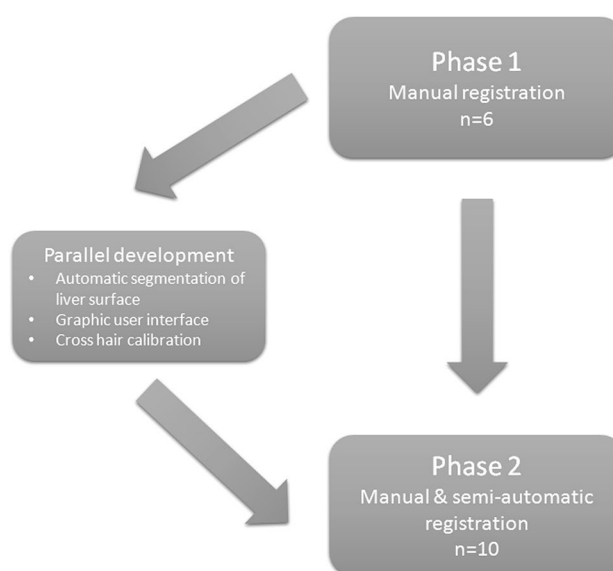 Phase 1
Manual registration
n=6
Parallel development
• Automatic segmentation of
liver surface
• Graphic user interface
• Cross hair calibration
Phase 2
Manual & semi-automatic
registration
n=10